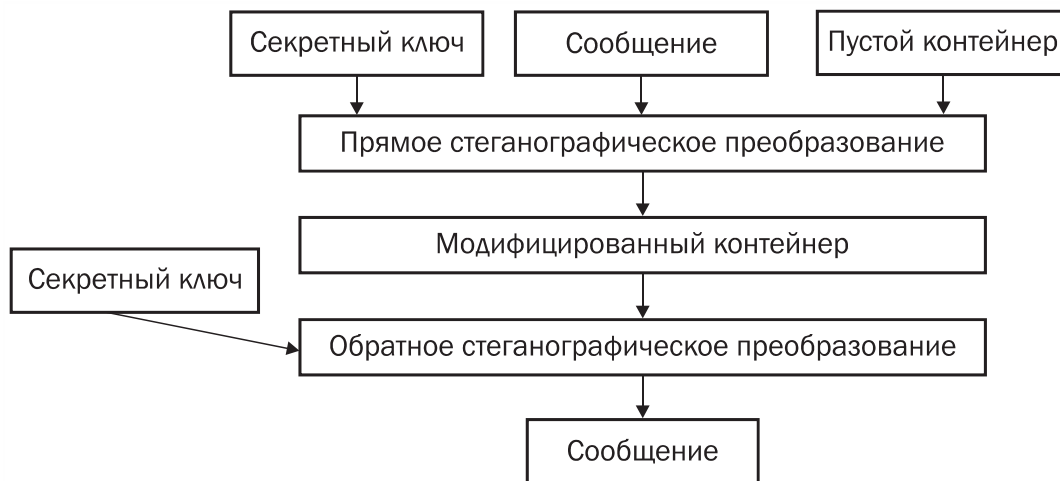 Секретный ключ
Сообщение
Пустой контейнер
Прямое стеганографическое преобразование
Модифицированный контейнер
Секретный ключ
Обратное стеганографическое преобразование
Сообщение